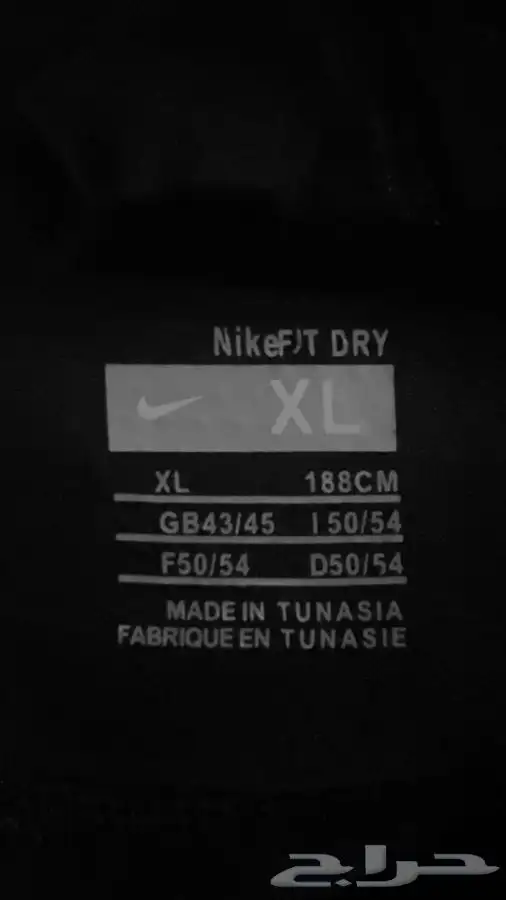 NikeFIT DRY
XL
XL 188CM
GB43/45 I 50/54
F50/54 D50/54
MADE IN TUNASIA
FABRIQUE EN TUNASIE
حراج